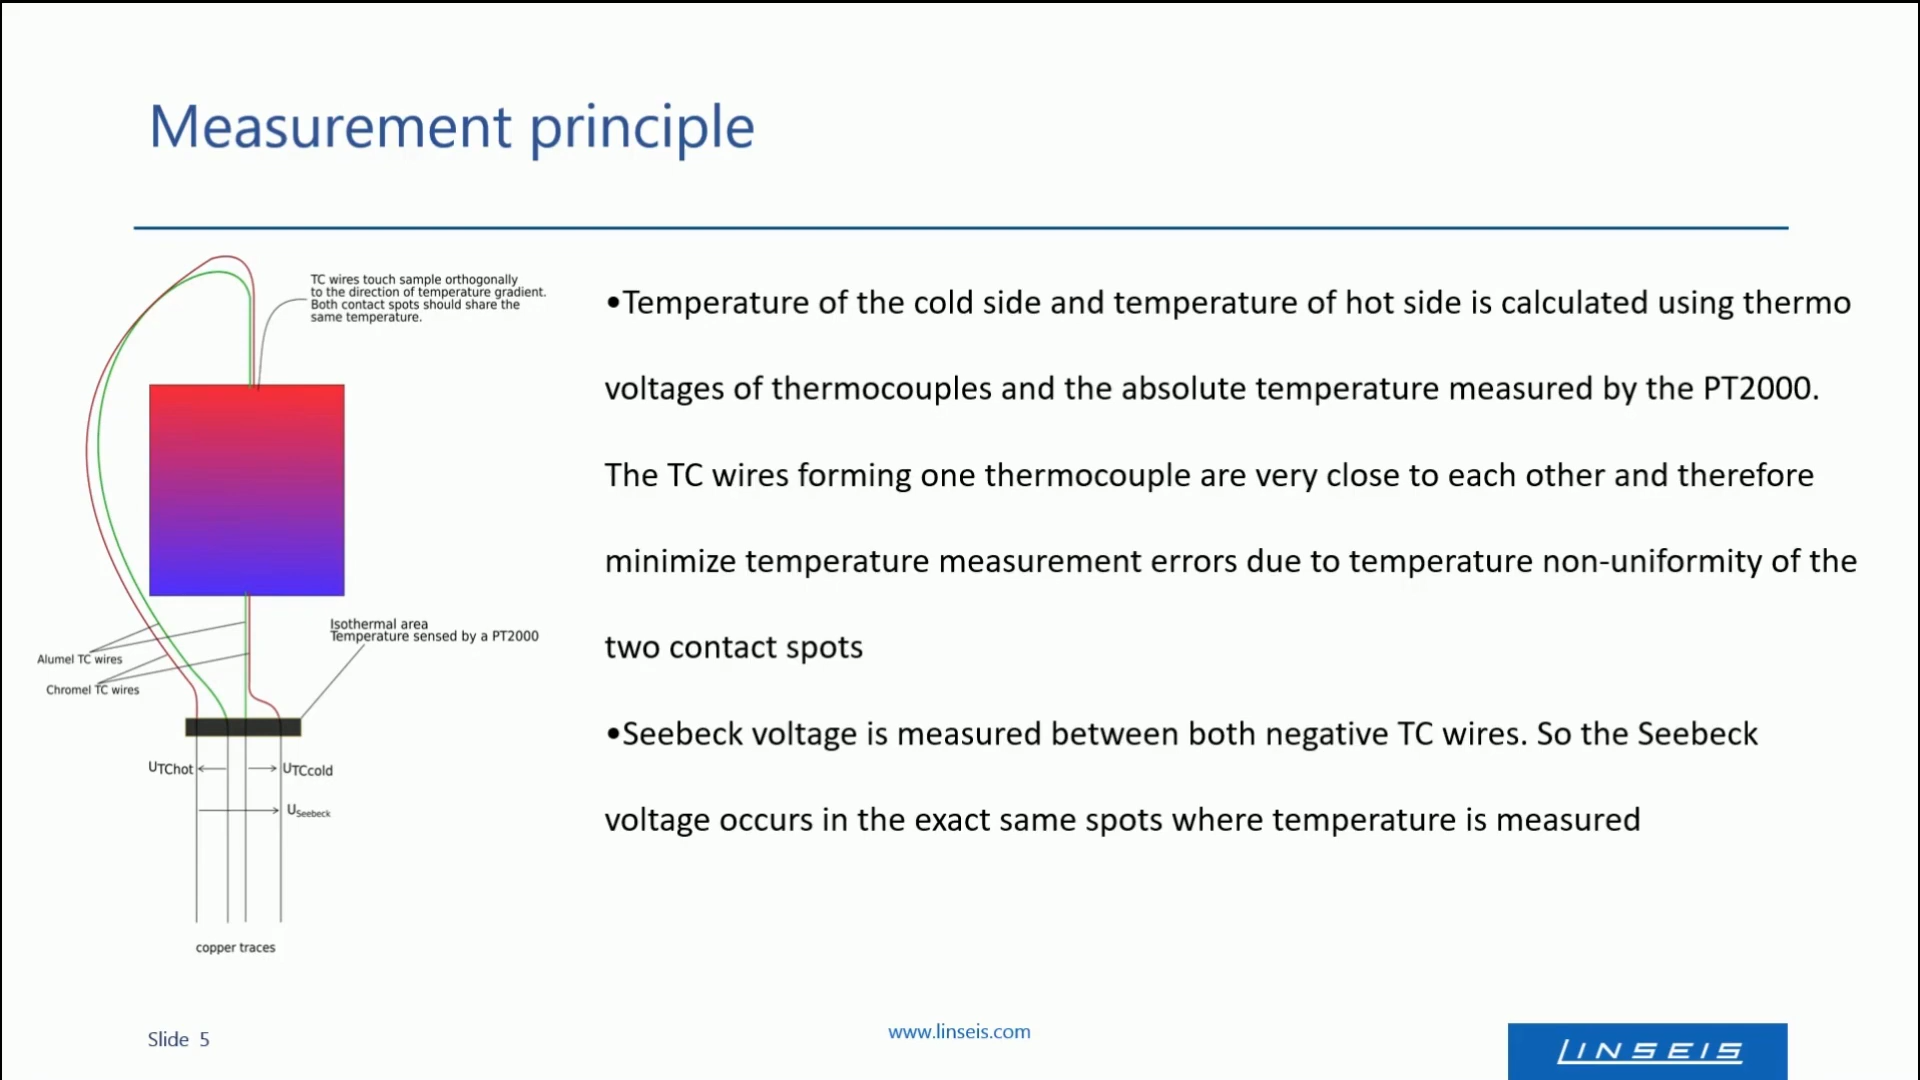 Measurement principle
TC wires touch sample orthogonally
to the direction of temperature gradient.
Both contact spots should share the
same temperature.
Isothermal area
Temperature sensed by a PT2000
Alumel TC wires
Chromel TC wires
UTChot
UTCcold
USeebeck
copper traces
•Temperature of the cold side and temperature of hot side is calculated using thermo
voltages of thermocouples and the absolute temperature measured by the PT2000.
The TC wires forming one thermocouple are very close to each other and therefore
minimize temperature measurement errors due to temperature non-uniformity of the
two contact spots
•Seebeck voltage is measured between both negative TC wires. So the Seebeck
voltage occurs in the exact same spots where temperature is measured
Slide 5
www.linseis.com
LINSEIS